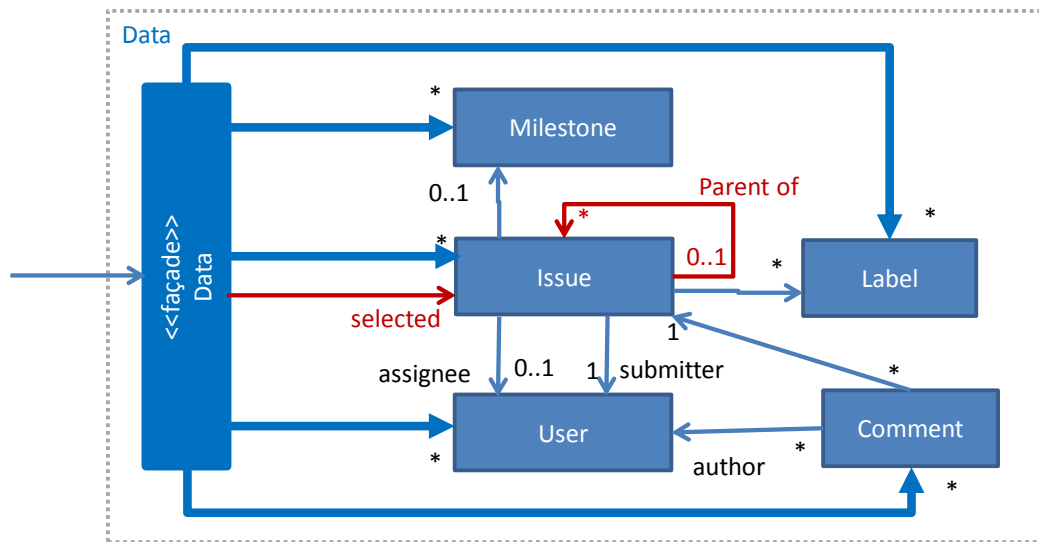 Data
<<façade>>
Data
*
Milestone
0..1
Parent of
*
*
0..1
Issue
selected
*
*
Label
1
assignee
0..1
1
submitter
*
User
*
Comment
*
author
*